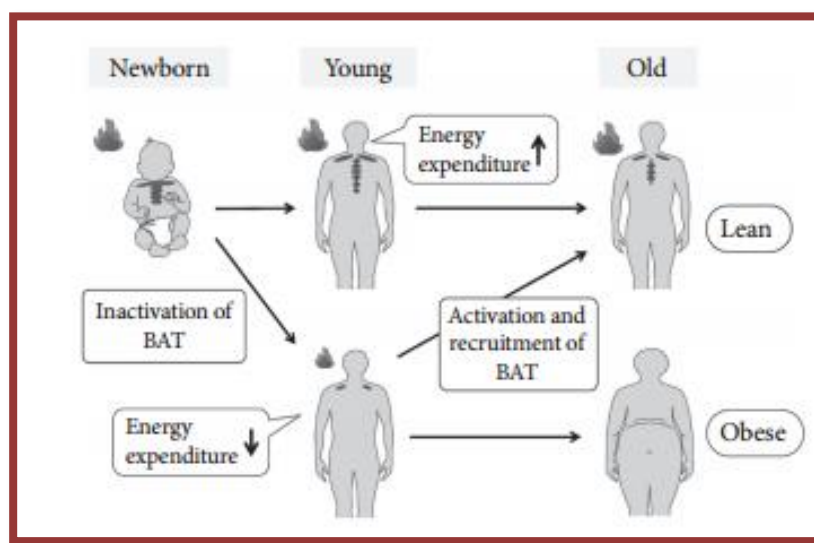 Newborn
Young
Old
Energy
expenditure
Lean
Inactivation of
BAT
Activation and
recruitment of
BAT
Energy
expenditure
Obese